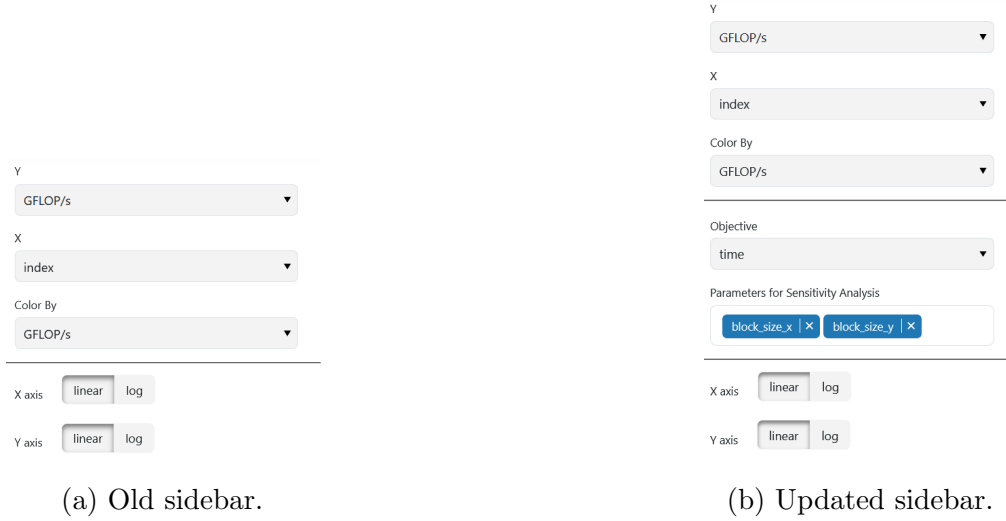 Y
GFLOP/s
X
index
Color By
GFLOP/s
X axis linear log
Y axis linear log
(a) Old sidebar.
Y
GFLOP/s
X
index
Color By
GFLOP/s
Objective
time
Parameters for Sensitivity Analysis
block_size_x | × block_size_y | ×
X axis linear log
Y axis linear log
(b) Updated sidebar.